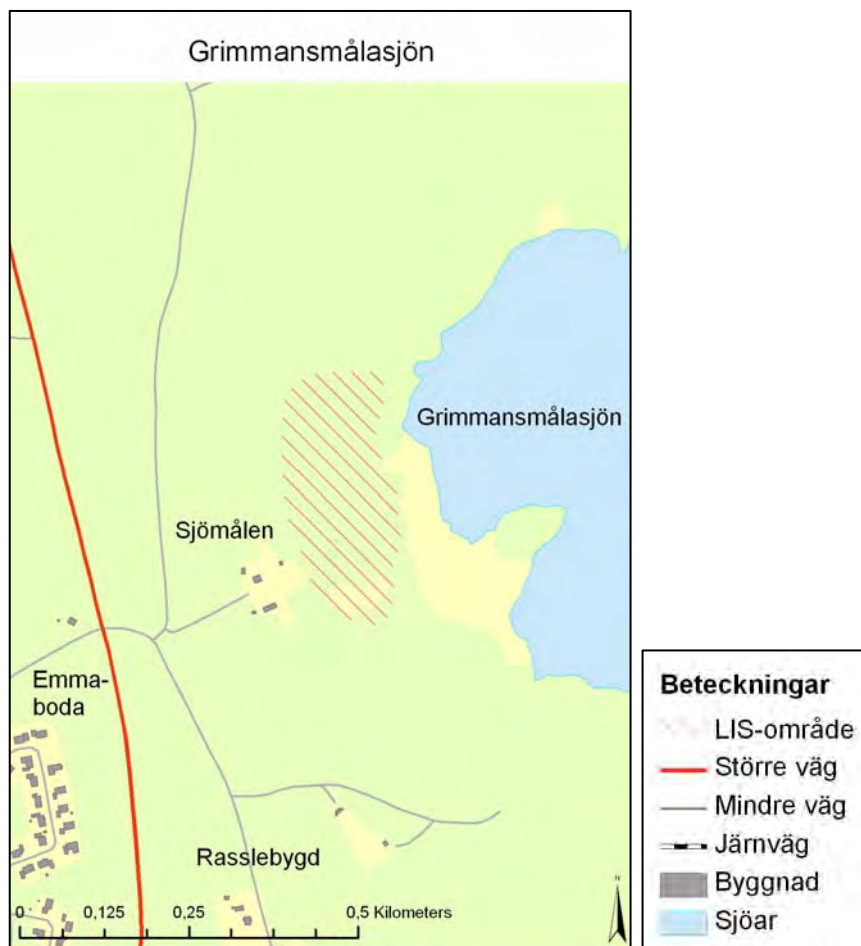 Grimmansmålasjön
Grimmansmålasjön
Sjömålen
Emma-
boda
Rasslebygd
0 0,125 0,25 0,5 Kilometers
N
Beteckningar
LIS-område
Större väg
Mindre väg
Järnväg
Byggnad
Sjöar